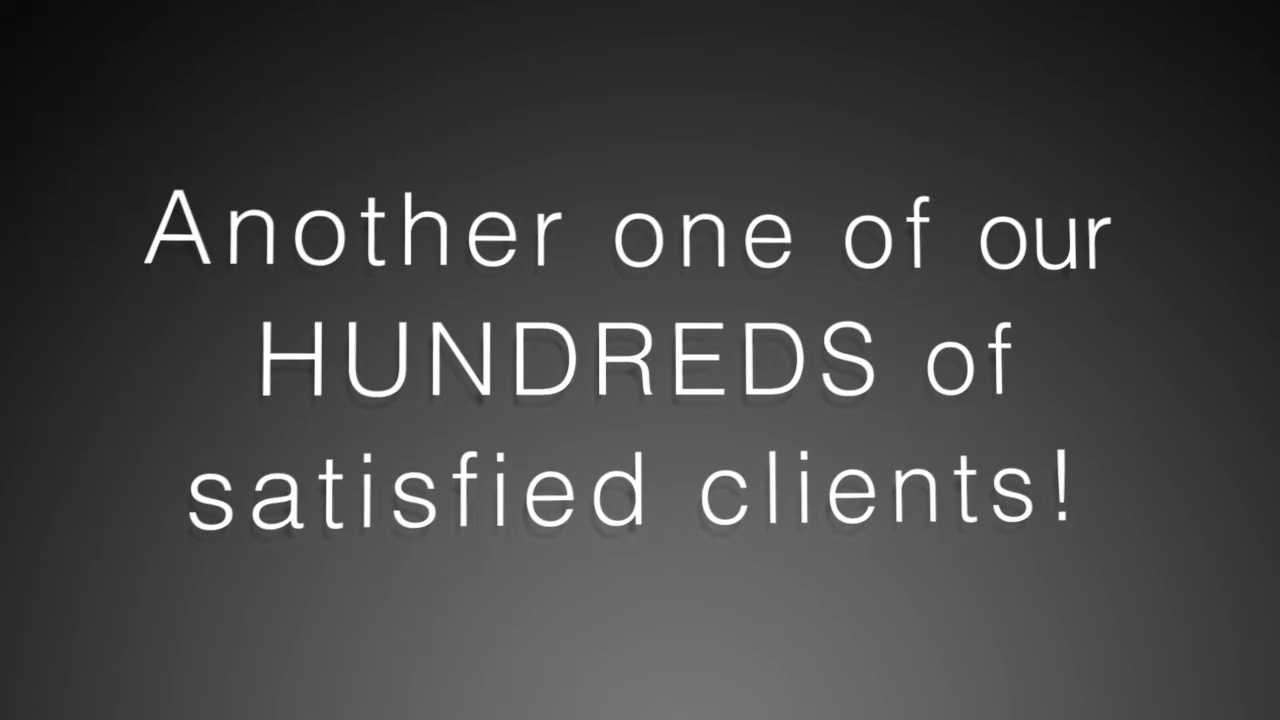 Another one of our
HUNDREDS of
satisfied clients!